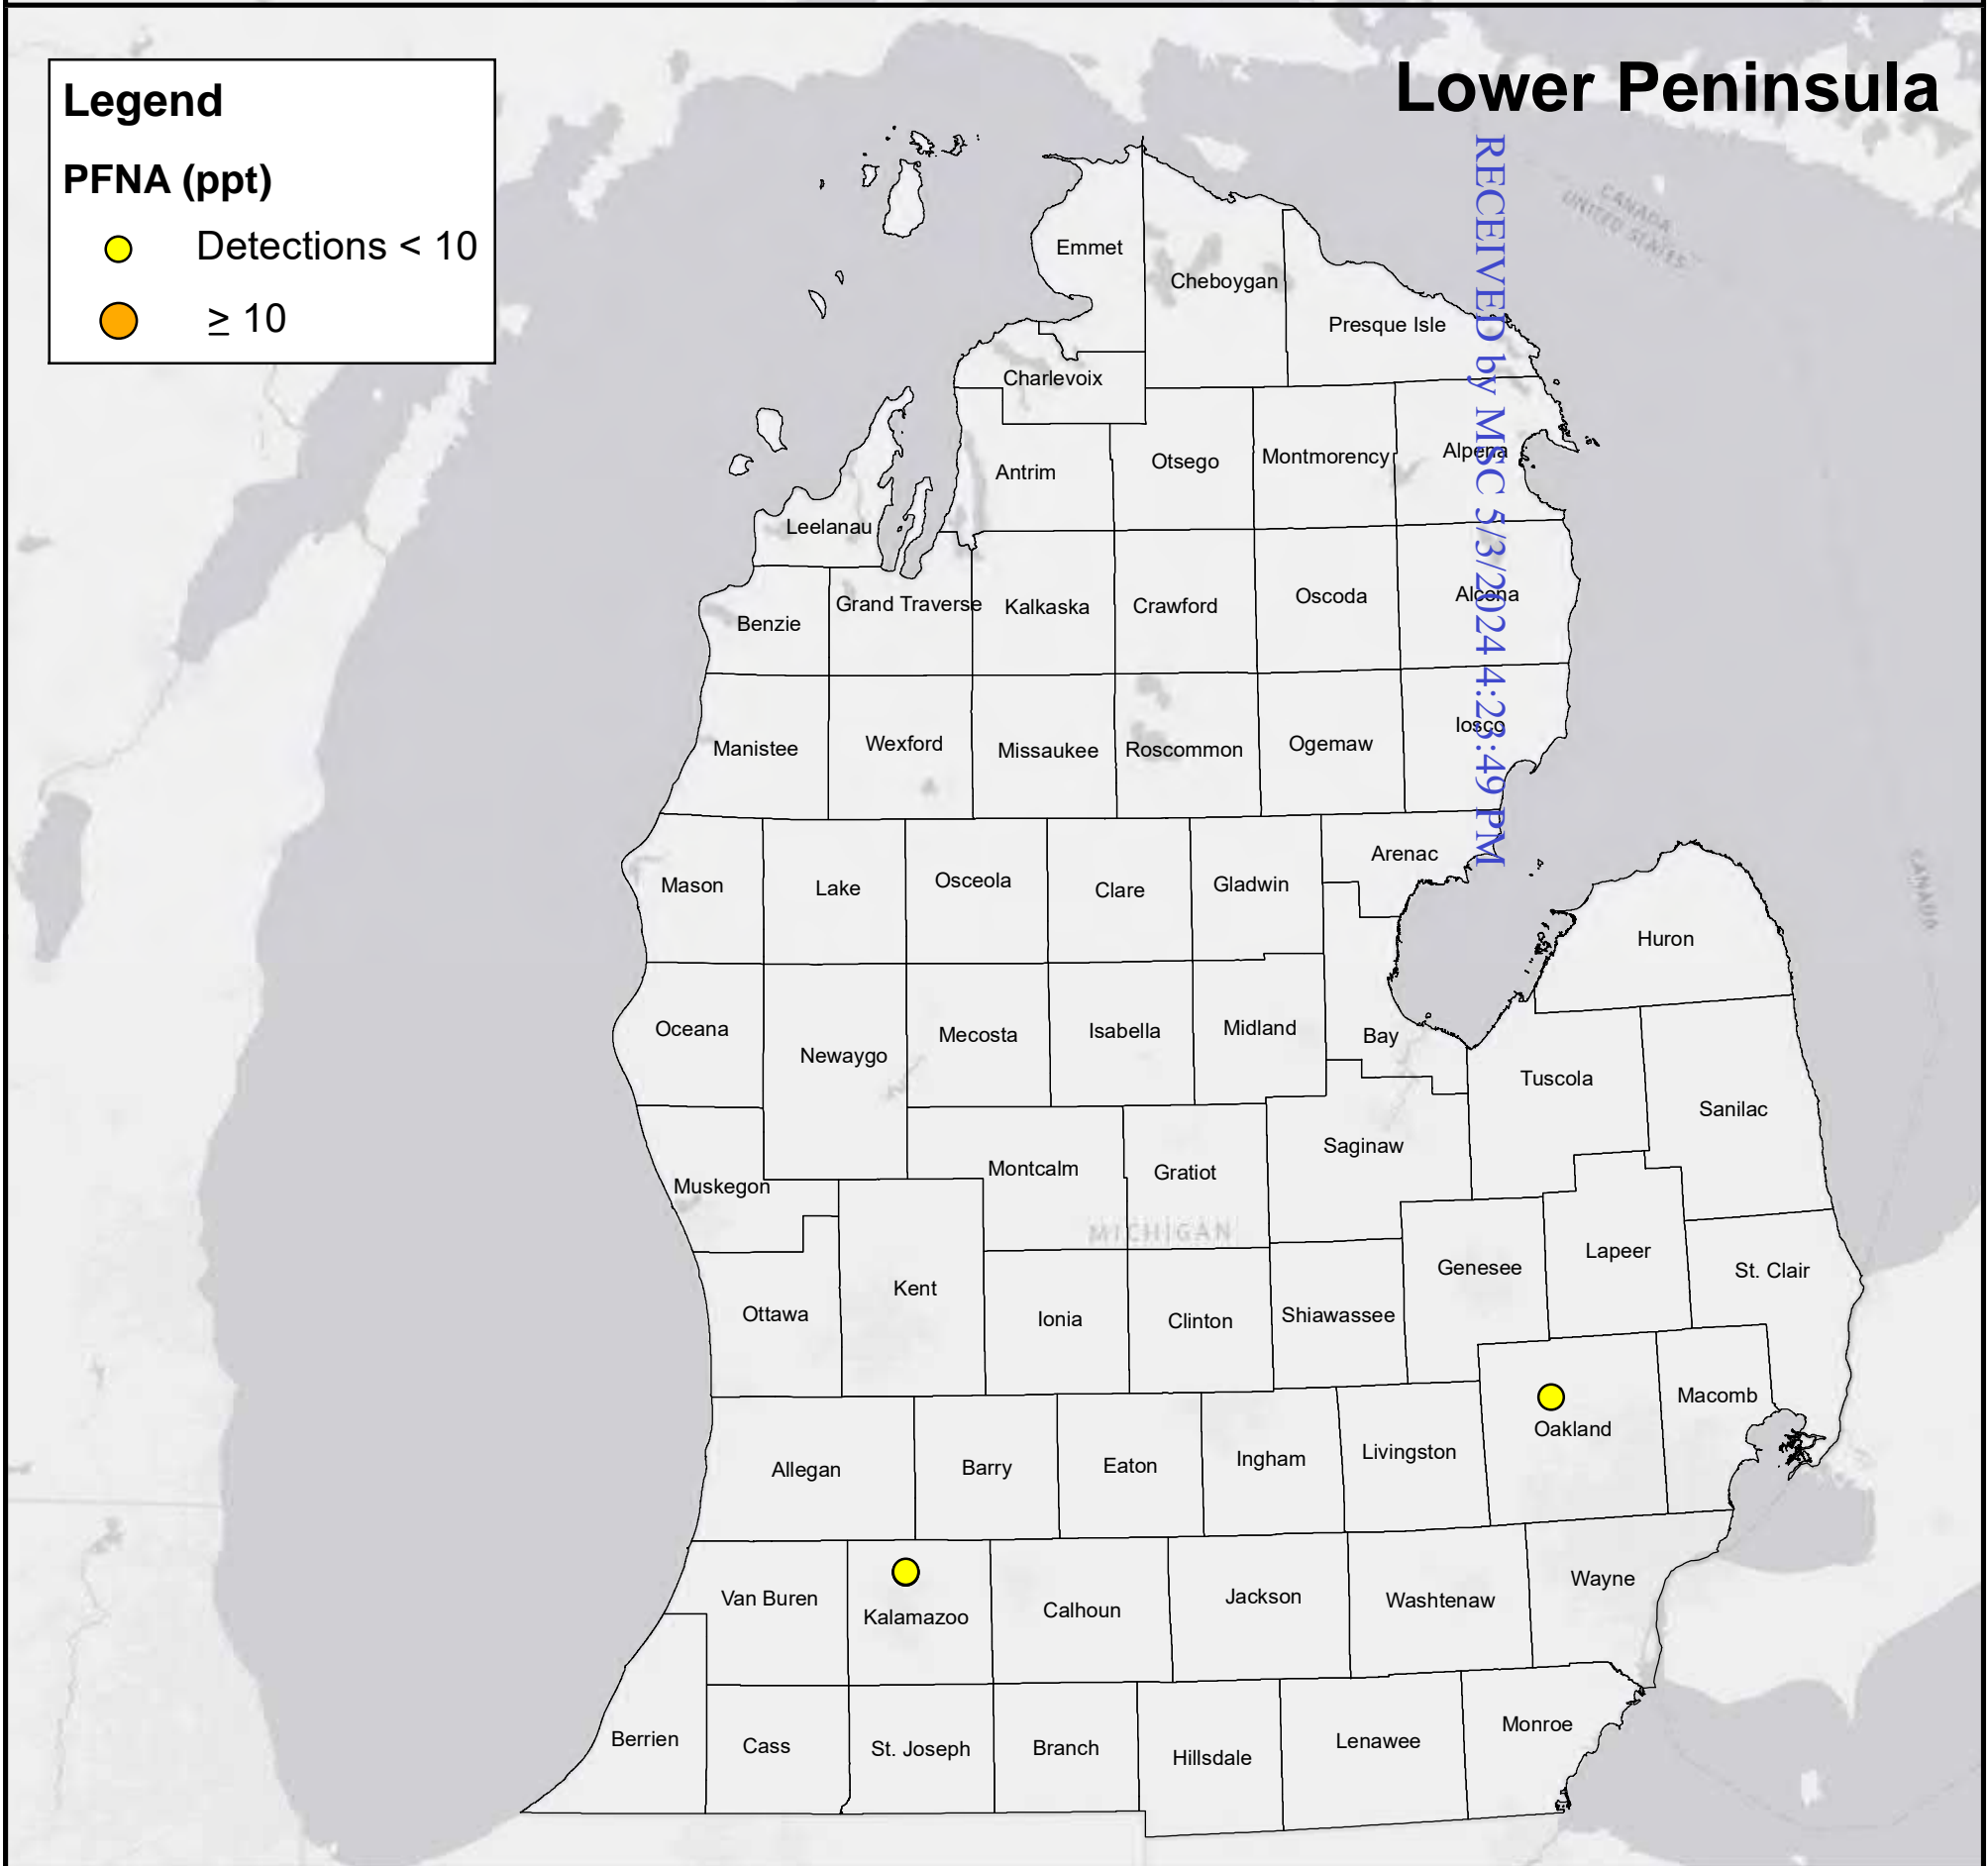 Lower Peninsula
Legend
PFNA (ppt)
Detections < 10
≥ 10
RECEIVED by MSC 5/3/2024 4:23:49 PM
CANADA
UNITED STATES
Emmet
Cheboygan
Presque Isle
Charlevoix
Antrim
Otsego
Montmorency
Alpena
Leelanau
Benzie
Grand Traverse
Kalkaska
Crawford
Oscoda
Alcona
Manistee
Wexford
Missaukee
Roscommon
Ogemaw
Iosco
Mason
Lake
Osceola
Clare
Gladwin
Arenac
Huron
Oceana
Newaygo
Mecosta
Isabella
Midland
Bay
Tuscola
Sanilac
Muskegon
Montcalm
Gratiot
Saginaw
MICHIGAN
Ottawa
Kent
Ionia
Clinton
Shiawassee
Genesee
Lapeer
St. Clair
Allegan
Barry
Eaton
Ingham
Livingston
Oakland
Macomb
Van Buren
Kalamazoo
Calhoun
Jackson
Washtenaw
Wayne
Berrien
Cass
St. Joseph
Branch
Hillsdale
Lenawee
Monroe